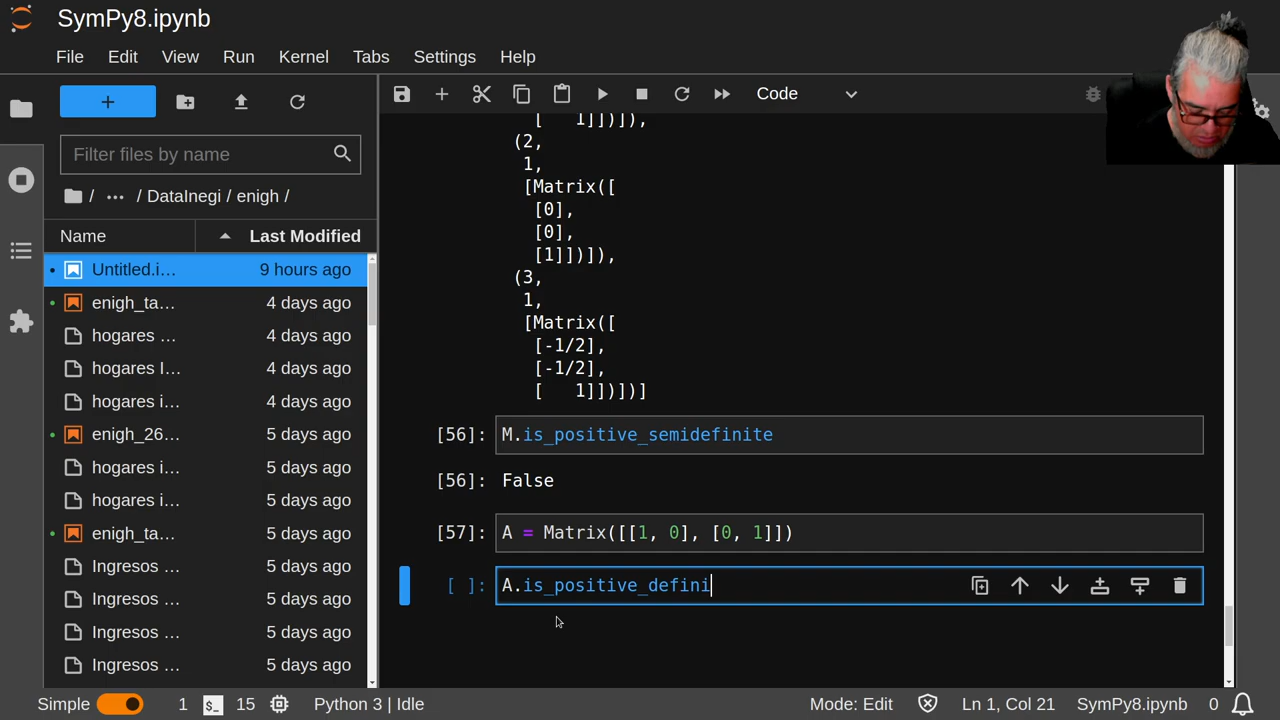 SymPy8.ipynb
File Edit View Run Kernel Tabs Settings Help
Code
Filter files by name
/ ··· / DataInegi / enigh /
Name Last Modified
Untitled.i… 9 hours ago
enigh_ta… 4 days ago
hogares … 4 days ago
hogares I… 4 days ago
hogares i… 4 days ago
enigh_26… 5 days ago
hogares i… 5 days ago
hogares i… 5 days ago
enigh_ta… 5 days ago
Ingresos … 5 days ago
Ingresos … 5 days ago
Ingresos … 5 days ago
Ingresos … 5 days ago
[ 1]])]),
(2,
1,
[Matrix([
[0],
[0],
[1]])]),
(3,
1,
[Matrix([
[-1/2],
[-1/2],
[ 1]])])]
[56]: M.is_positive_semidefinite
[56]: False
[57]: A = Matrix([[1, 0], [0, 1]])
[ ]: A.is_positive_defini
Simple 1 15 Python 3 | Idle Mode: Edit Ln 1, Col 21 SymPy8.ipynb 0